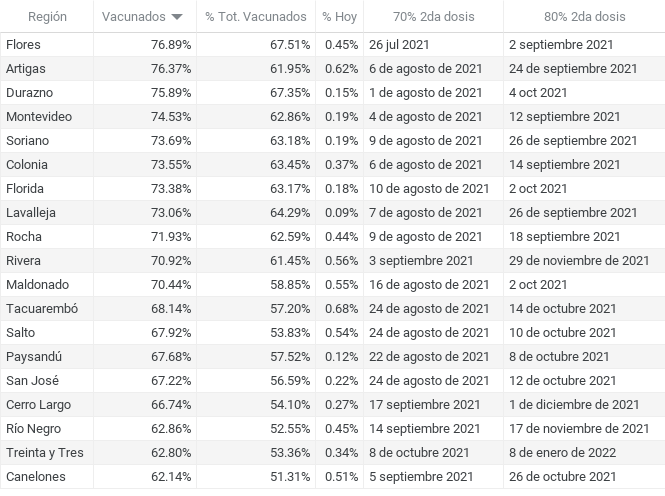 Región Vacunados % Tot. Vacunados % Hoy 70% 2da dosis 80% 2da dosis
Flores 76.89% 67.51% 0.45% 26 jul 2021 2 septiembre 2021
Artigas 76.37% 61.95% 0.62% 6 de agosto de 2021 24 de septiembre 2021
Durazno 75.89% 67.35% 0.15% 1 de agosto de 2021 4 oct 2021
Montevideo 74.53% 62.86% 0.19% 4 de agosto de 2021 12 septiembre 2021
Soriano 73.69% 63.18% 0.19% 9 de agosto de 2021 26 de septiembre 2021
Colonia 73.55% 63.45% 0.37% 6 de agosto de 2021 14 septiembre 2021
Florida 73.38% 63.17% 0.18% 10 de agosto de 2021 2 oct 2021
Lavalleja 73.06% 64.29% 0.09% 7 de agosto de 2021 26 de septiembre 2021
Rocha 71.93% 62.59% 0.44% 9 de agosto de 2021 18 septiembre 2021
Rivera 70.92% 61.45% 0.56% 3 septiembre 2021 29 de noviembre de 2021
Maldonado 70.44% 58.85% 0.55% 16 de agosto de 2021 2 oct 2021
Tacuarembó 68.14% 57.20% 0.68% 24 de agosto de 2021 14 de octubre 2021
Salto 67.92% 53.83% 0.54% 24 de agosto de 2021 10 de octubre 2021
Paysandú 67.68% 57.52% 0.12% 22 de agosto de 2021 8 de octubre 2021
San José 67.22% 56.59% 0.22% 24 de agosto de 2021 12 de octubre 2021
Cerro Largo 66.74% 54.10% 0.27% 17 septiembre 2021 1 de diciembre de 2021
Río Negro 62.86% 52.55% 0.45% 14 septiembre 2021 17 de noviembre de 2021
Treinta y Tres 62.80% 53.36% 0.34% 8 de octubre 2021 8 de enero de 2022
Canelones 62.14% 51.31% 0.51% 5 septiembre 2021 26 de octubre 2021